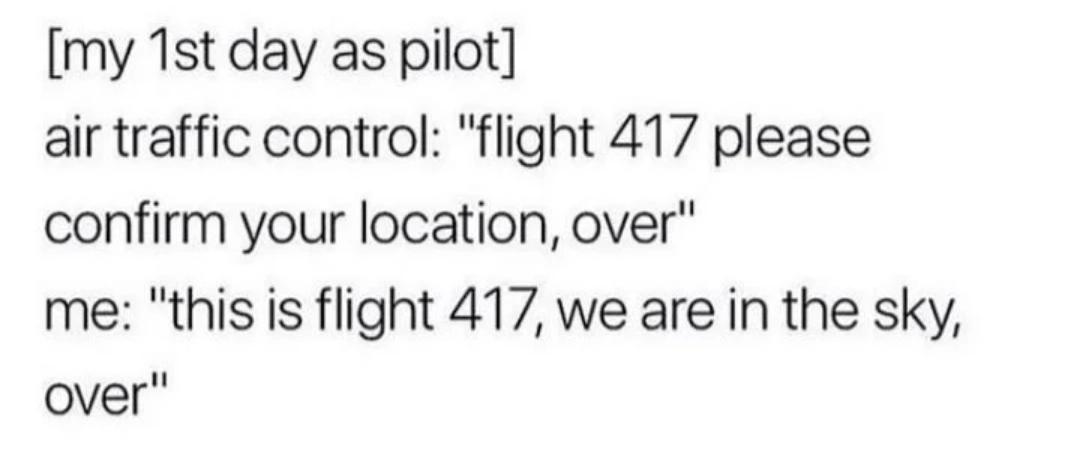 [my 1st day as pilot]
air traffic control: "flight 417 please
confirm your location, over"
me: "this is flight 417, we are in the sky,
over"